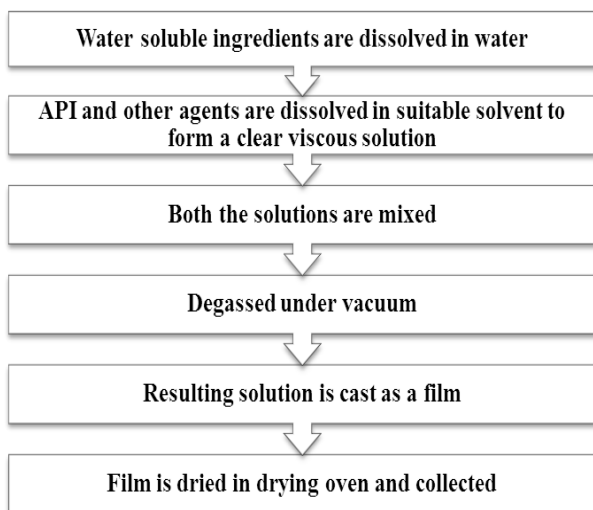 Water soluble ingredients are dissolved in water
API and other agents are dissolved in suitable solvent to
form a clear viscous solution
Both the solutions are mixed
Degassed under vacuum
Resulting solution is cast as a film
Film is dried in drying oven and collected